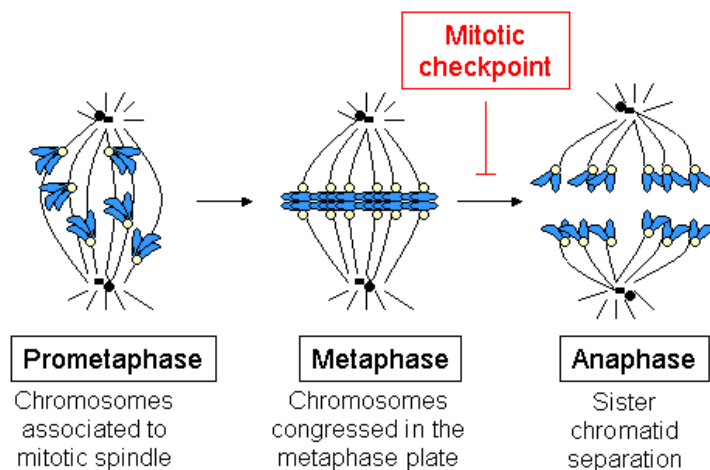 Mitotic
checkpoint
Prometaphase
Metaphase
Anaphase
Chromosomes
associated to
mitotic spindle
Chromosomes
congressed in the
metaphase plate
Sister
chromatid
separation